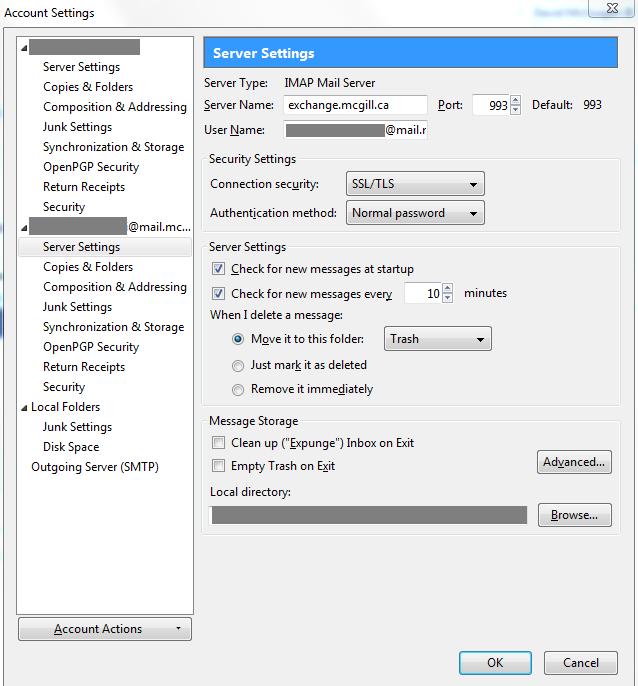 Account Settings
Server Settings
Copies & Folders
Composition & Addressing
Junk Settings
Synchronization & Storage
OpenPGP Security
Return Receipts
Security
@mail.mc...
Server Settings
Copies & Folders
Composition & Addressing
Junk Settings
Synchronization & Storage
OpenPGP Security
Return Receipts
Security
Local Folders
Junk Settings
Disk Space
Outgoing Server (SMTP)
Account Actions
Server Settings
Server Type: IMAP Mail Server
Server Name: exchange.mcgill.ca Port: 993 Default: 993
User Name: @mail.r
Security Settings
Connection security: SSL/TLS
Authentication method: Normal password
Server Settings
Check for new messages at startup
Check for new messages every 10 minutes
When I delete a message:
Move it to this folder: Trash
Just mark it as deleted
Remove it immediately
Message Storage
Clean up ("Expunge") Inbox on Exit
Empty Trash on Exit
Advanced...
Local directory:
Browse...
OK Cancel